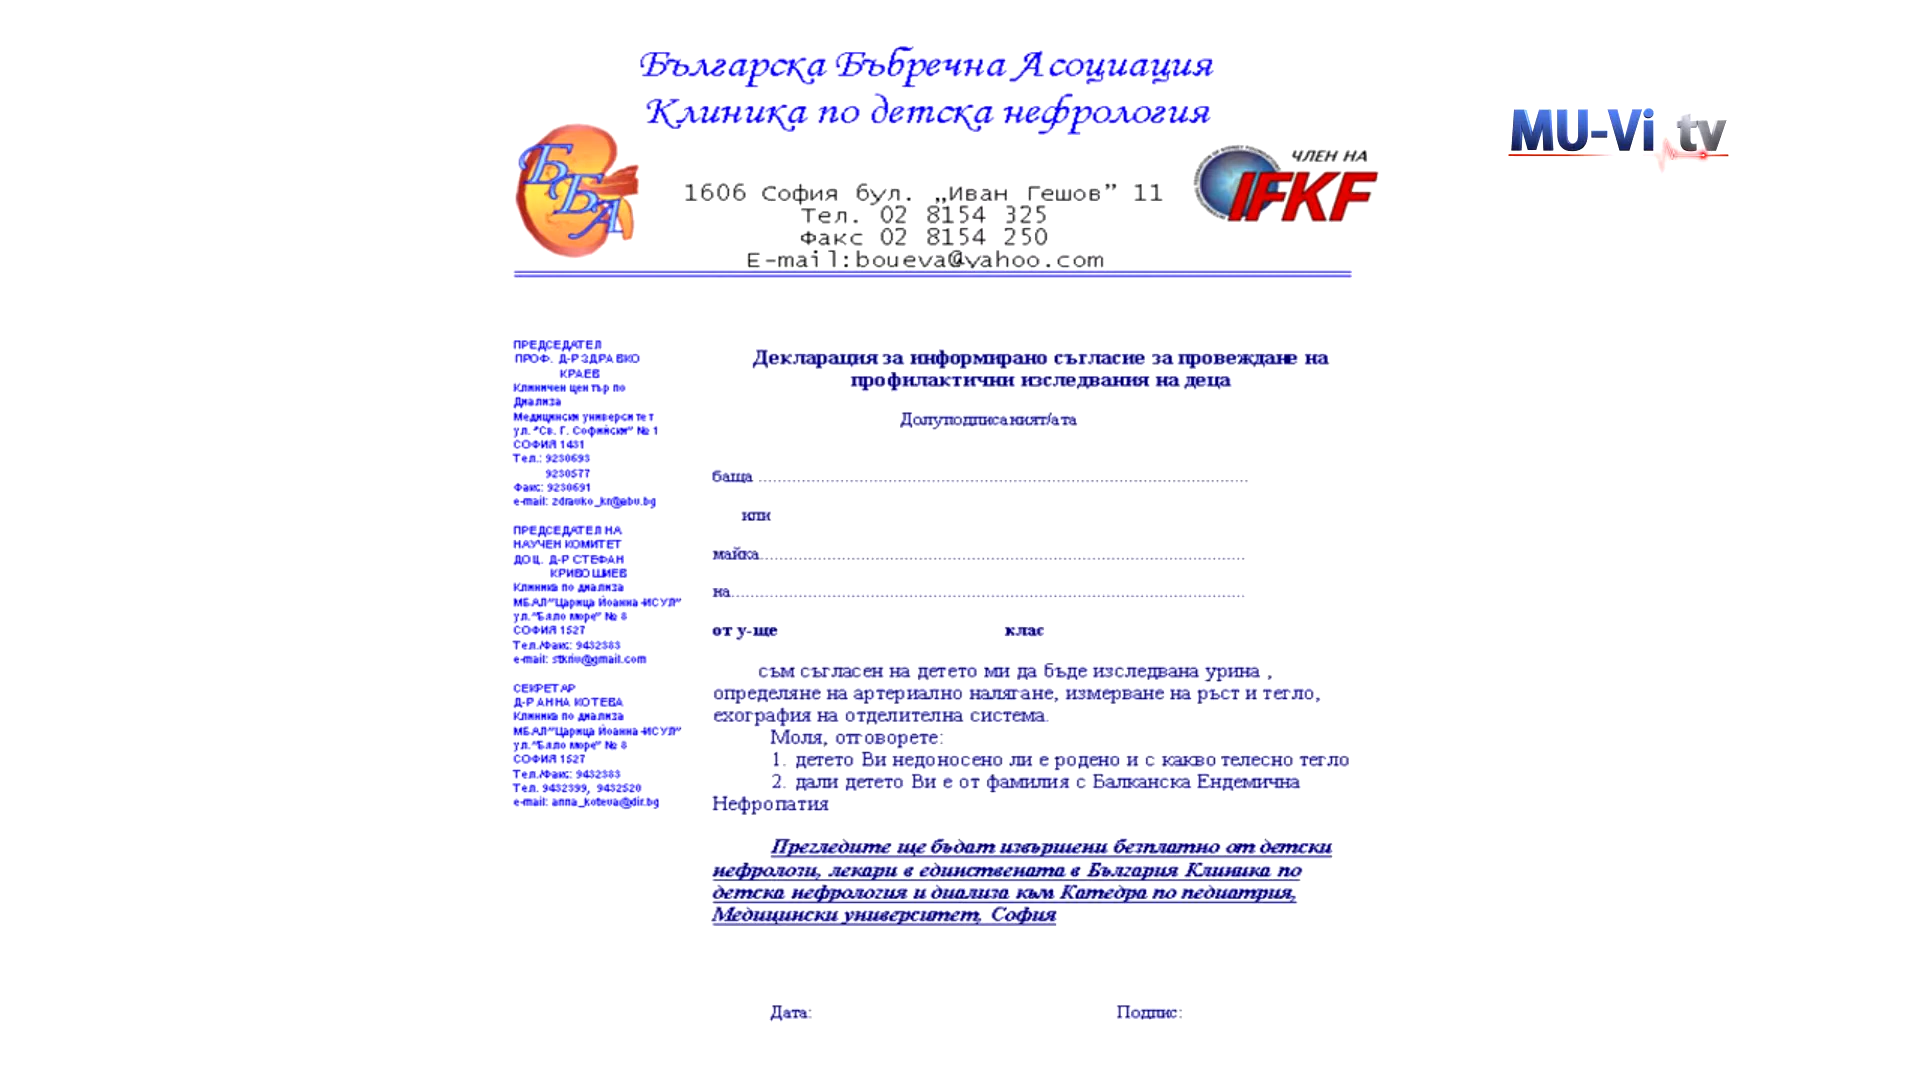 Българска Бъбречна Асоциация
Клиника по детска нефрология
MU-Vi tv
ББА
ЧЛЕН НА
IFKF
1606 София бул. „Иван Гешов” 11
Тел. 02 8154 325
Факс 02 8154 250
E-mail:boueva@yahoo.com
ПРЕДСЕДАТЕЛ
ПРОФ. Д-Р ЗДРАВКО
КРАЕВ
Клиничен център по
Диализа
Медицински университет
ул. "Св. Г. Софийски" № 1
СОФИЯ 1431
Тел.: 9230693
9230577
Факс: 9230691
e-mail: zdravko_kr@abv.bg
ПРЕДСЕДАТЕЛ НА
НАУЧЕН КОМИТЕТ
ДОЦ. Д-Р СТЕФАН
КРИВОШИЕВ
Клиника по диализа
МБАЛ"Царица Йоанна-ИСУЛ"
ул."Бяло море" № 8
СОФИЯ 1527
Тел./Факс: 9432383
e-mail: stkriv@gmail.com
СЕКРЕТАР
Д-Р АННА КОТЕВА
Клиника по диализа
МБАЛ"Царица Йоанна-ИСУЛ"
ул."Бяло море" № 8
СОФИЯ 1527
Тел./Факс: 9432383
Тел. 9432399, 9432520
e-mail: anna_koteva@dir.bg
Декларация за информирано съгласие за провеждане на
профилактични изследвания на деца
Долуподписаният/ата
баща ........................................................................
или
майка........................................................................
на........................................................................
от у-ще клас
съм съгласен на детето ми да бъде изследвана урина ,
определяне на артериално налягане, измерване на ръст и тегло,
ехография на отделителна система.
Моля, отговорете:
1. детето Ви недоносено ли е родено и с какво телесно тегло
2. дали детето Ви е от фамилия с Балканска Ендемична
Нефропатия
Прегледите ще бъдат извършени безплатно от детски
нефролози, лекари в единствената в България Клиника по
детска нефрология и диализа към Катедра по педиатрия,
Медицински университет, София
Дата: Подпис: